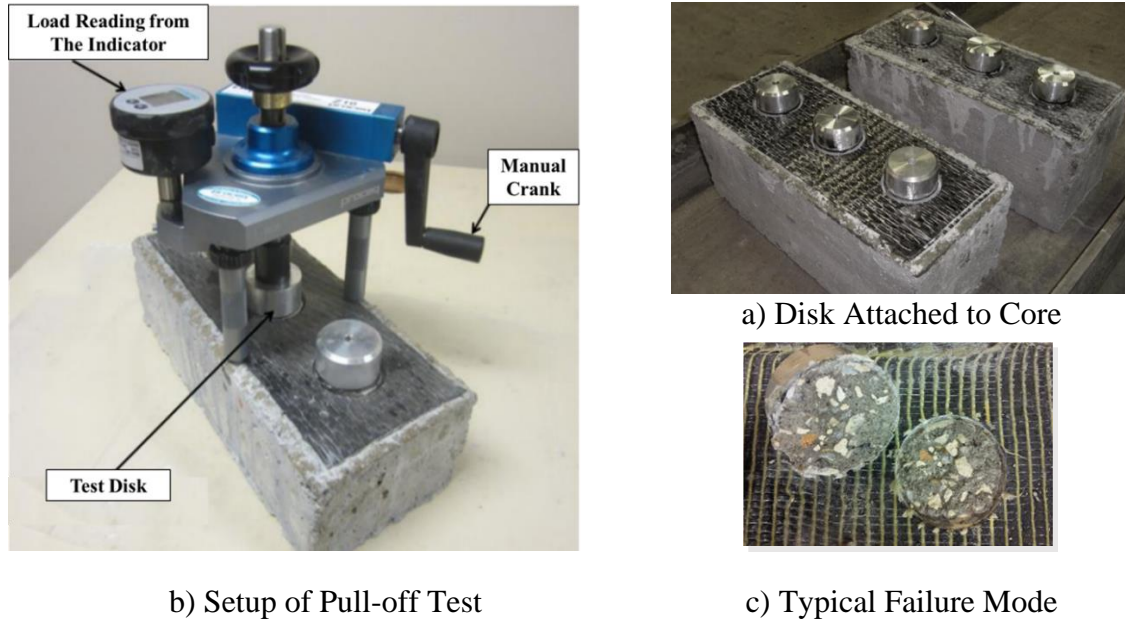 Load Reading from
The Indicator
Manual
Crank
Test Disk
a) Disk Attached to Core
b) Setup of Pull-off Test
c) Typical Failure Mode